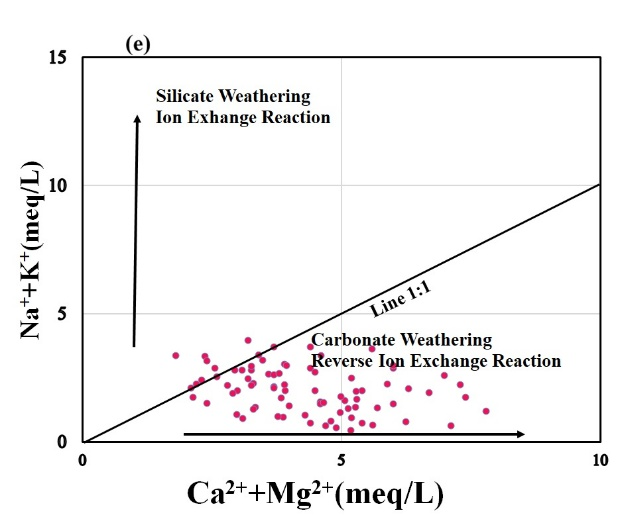 (e)
15
Silicate Weathering
Ion Exhange Reaction
10
Na⁺+K⁺(meq/L)
Line 1:1
5
Carbonate Weathering
Reverse Ion Exchange Reaction
0
0 5 10
Ca²⁺+Mg²⁺(meq/L)